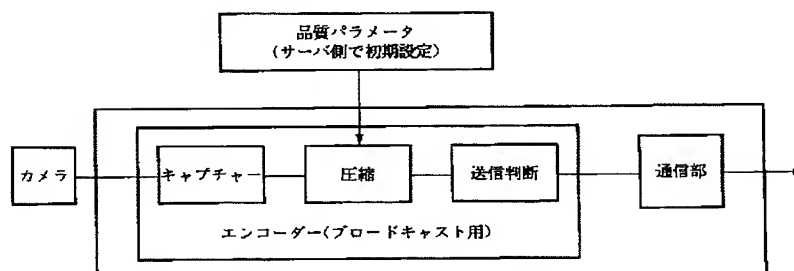 品質パラメータ
(サーバ側で初期設定)
カメラ
キャプチャー
圧縮
送信判断
通信部
エンコーダー(ブロードキャスト用)